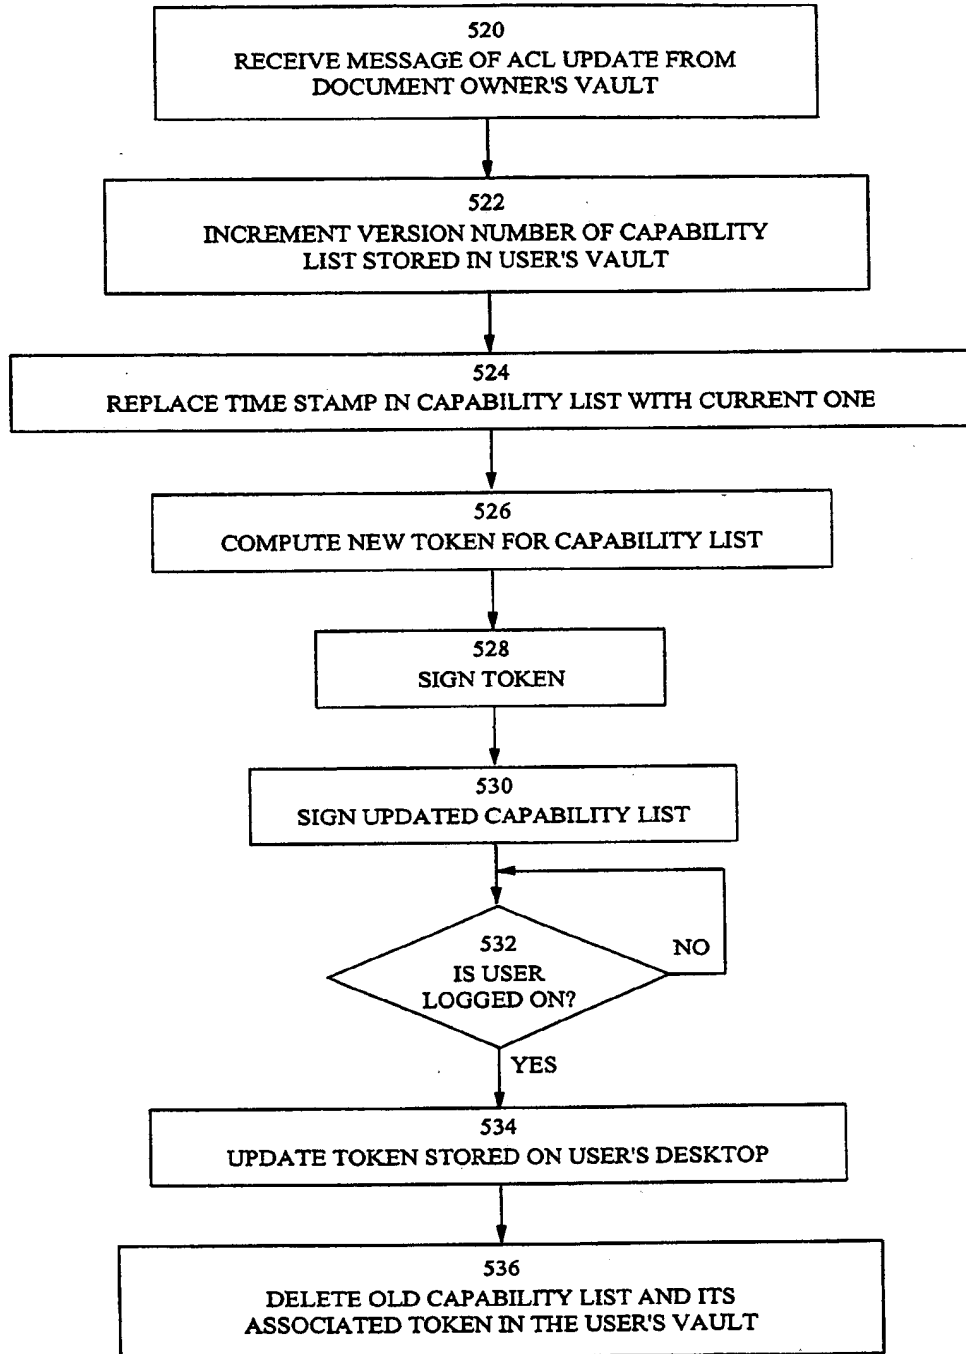 520
RECEIVE MESSAGE OF ACL UPDATE FROM
DOCUMENT OWNER'S VAULT
522
INCREMENT VERSION NUMBER OF CAPABILITY
LIST STORED IN USER'S VAULT
524
REPLACE TIME STAMP IN CAPABILITY LIST WITH CURRENT ONE
526
COMPUTE NEW TOKEN FOR CAPABILITY LIST
528
SIGN TOKEN
530
SIGN UPDATED CAPABILITY LIST
532
IS USER
LOGGED ON?
NO
YES
534
UPDATE TOKEN STORED ON USER'S DESKTOP
536
DELETE OLD CAPABILITY LIST AND ITS
ASSOCIATED TOKEN IN THE USER'S VAULT